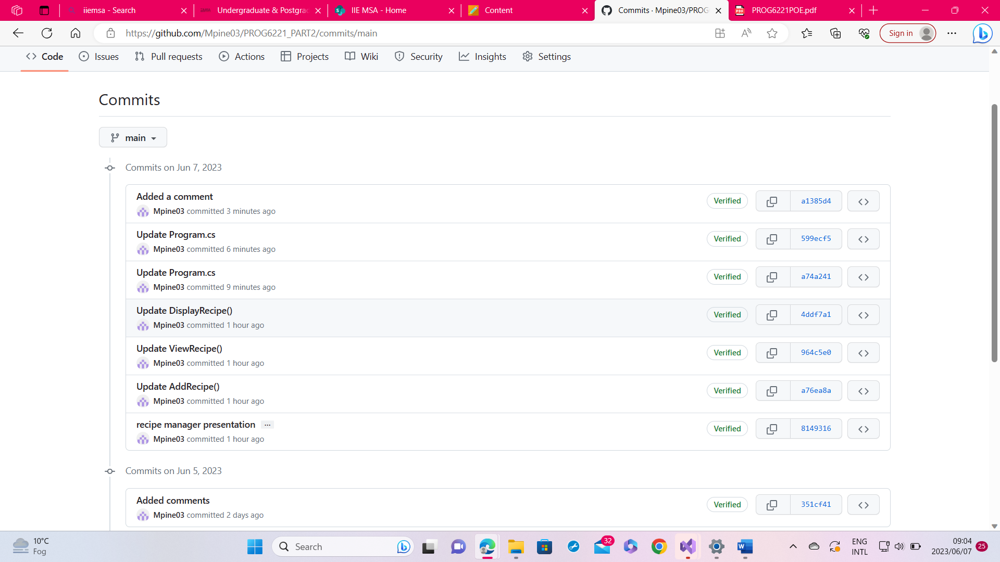 iiemsa - Search
Undergraduate & Postgra
IIE MSA - Home
Content
Commits · Mpine03/PROG
PROG6221POE.pdf
https://github.com/Mpine03/PROG6221_PART2/commits/main
Sign in
Code
Issues
Pull requests
Actions
Projects
Wiki
Security
Insights
Settings
Commits
main
Commits on Jun 7, 2023
Added a comment
Mpine03 committed 3 minutes ago
Verified
a1385d4
Update Program.cs
Mpine03 committed 6 minutes ago
Verified
599ecf5
Update Program.cs
Mpine03 committed 9 minutes ago
Verified
a74a241
Update DisplayRecipe()
Mpine03 committed 1 hour ago
Verified
4ddf7a1
Update ViewRecipe()
Mpine03 committed 1 hour ago
Verified
964c5e0
Update AddRecipe()
Mpine03 committed 1 hour ago
Verified
a76ea8a
recipe manager presentation …
Mpine03 committed 1 hour ago
Verified
8149316
Commits on Jun 5, 2023
Added comments
Mpine03 committed 2 days ago
Verified
351cf41
10°C
Fog
Search
32
ENG
INTL
09:04
2023/06/07
25